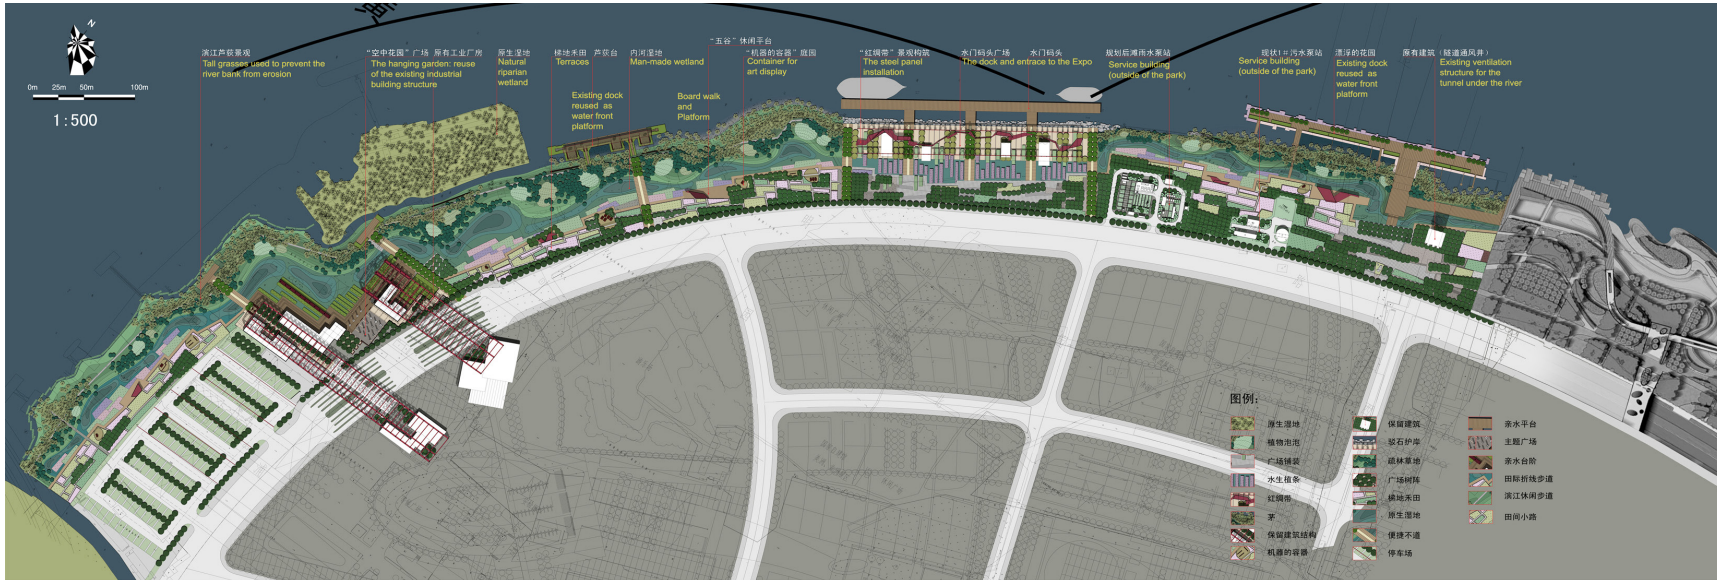 N
0m 25m 50m 100m
1:500
滨江芦荻景观
Tall grasses used to prevent the
river bank from erosion
“空中花园”广场 原有工业厂房
The hanging garden: reuse
of the existing industrial
building structure
原生湿地
Natural
riparian
wetland
梯地禾田 芦荻台
Terraces
Existing dock
reused as
water front
platform
内河湿地
Man-made wetland
“五谷”休闲平台
Board walk
and
Platform
“机器的容器”庭园
Container for
art display
“红绸带”景观构筑
The steel panel
installation
水门码头广场 水门码头
The dock and entrance to the Expo
规划后滩雨水泵站
Service building
(outside of the park)
现状1#污水泵站
Service building
(outside of the park)
漂浮的花园
Existing dock
reused as
water front
platform
原有建筑（隧道通风井）
Existing ventilation
structure for the
tunnel under the river
图例:
原生湿地
植物泡泡
广场铺装
水生植条
红绸带
茅
保留建筑结构
机器的容器
保留建筑
驳石护岸
疏林草地
广场树阵
梯地禾田
原生湿地
便捷不道
停车场
亲水平台
主题广场
亲水台阶
田际折线步道
滨江休闲步道
田间小路